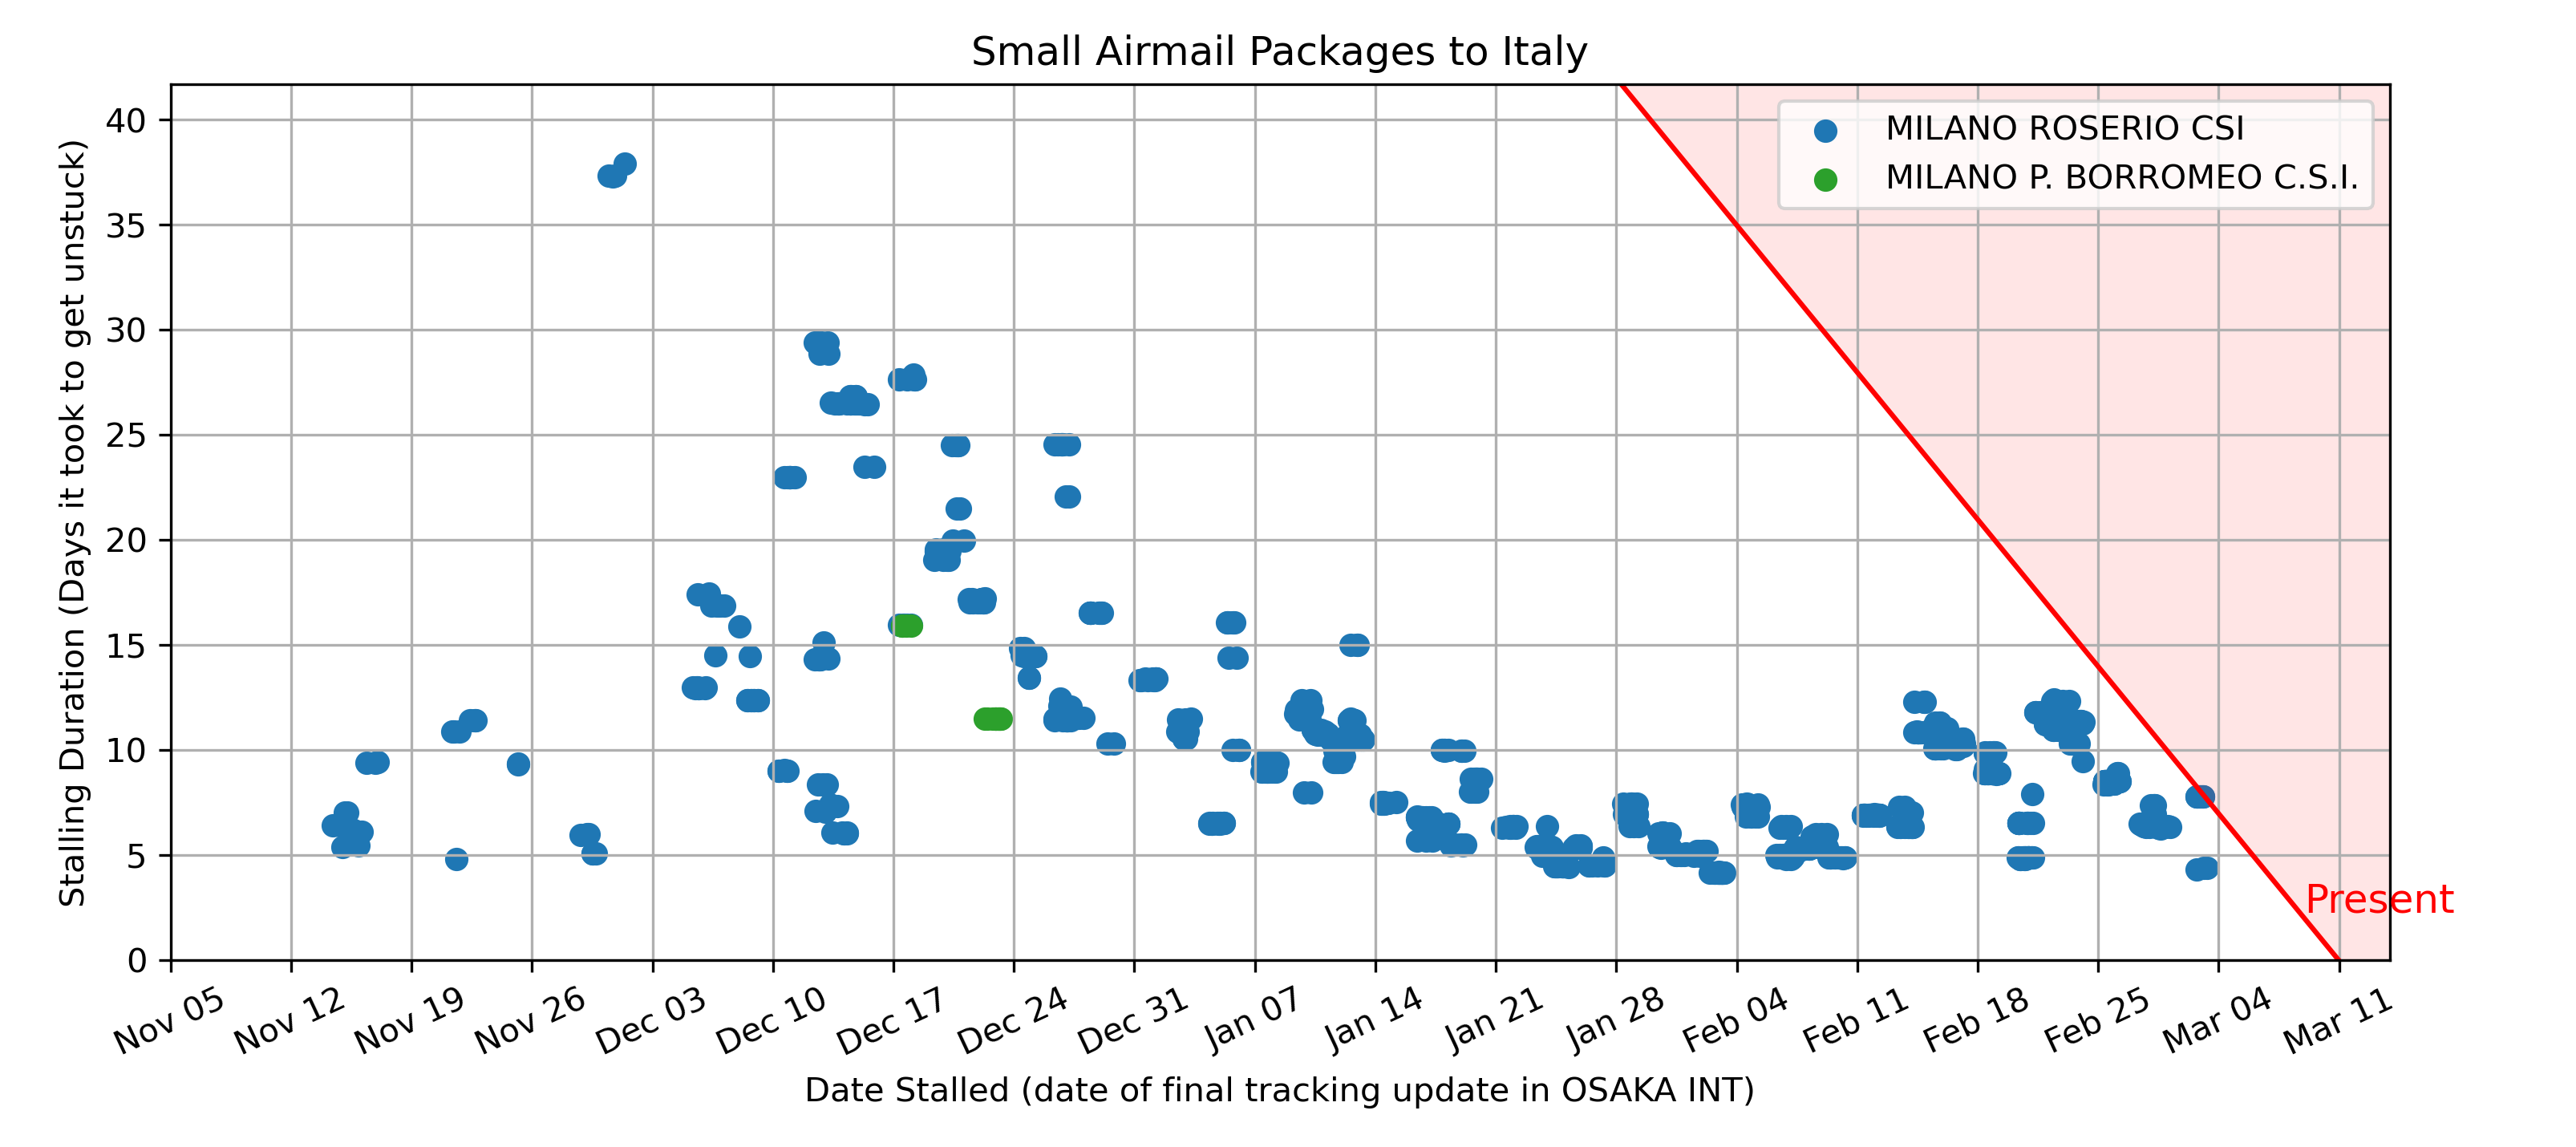 Small Airmail Packages to Italy
MILANO ROSERIO CSI
MILANO P. BORROMEO C.S.I.
Stalling Duration (Days it took to get unstuck)
40
35
30
25
20
15
10
5
0
Present
Nov 05
Nov 12
Nov 19
Nov 26
Dec 03
Dec 10
Dec 17
Dec 24
Dec 31
Jan 07
Jan 14
Jan 21
Jan 28
Feb 04
Feb 11
Feb 18
Feb 25
Mar 04
Mar 11
Date Stalled (date of final tracking update in OSAKA INT)